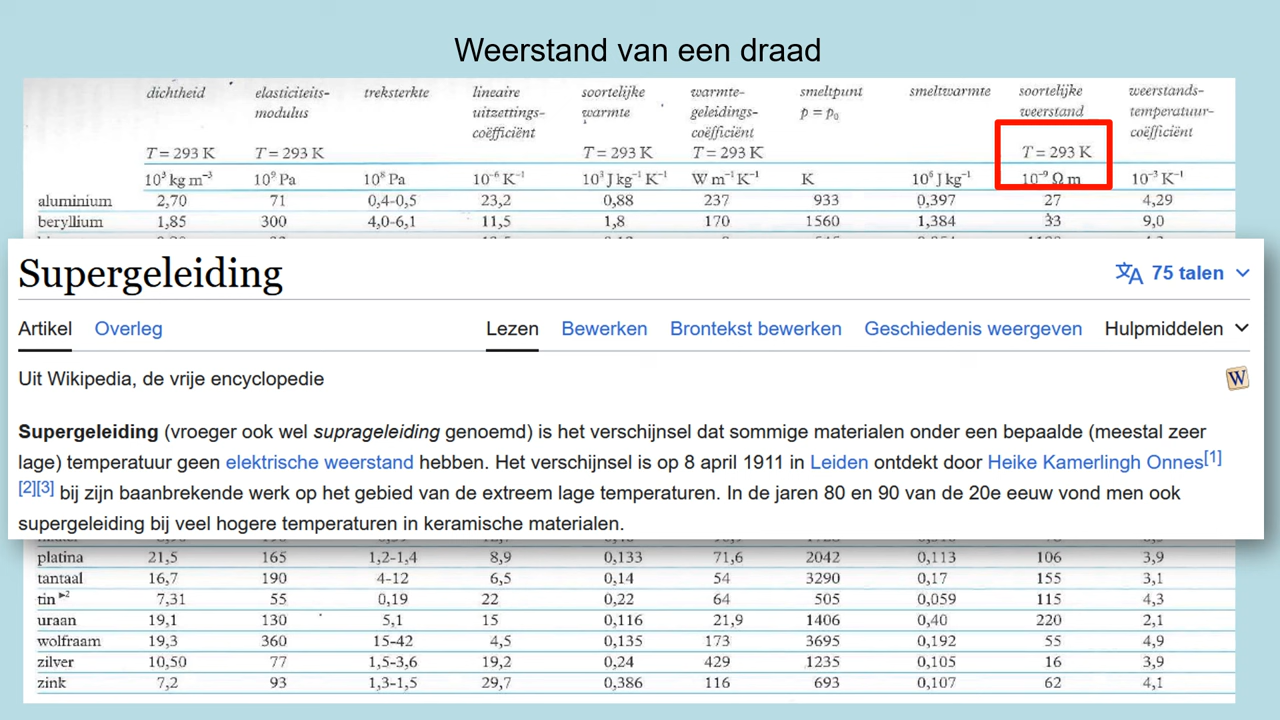 Weerstand van een draad
dichtheid elasticiteits- treksterkte lineaire soortelijke warmte- smeltpunt smeltwarmte soortelijke weerstands-
modulus uitzettings- warmte geleidings- p = p₀ weerstand temperatuur-
coëfficiënt coëfficiënt coëfficiënt
T = 293 K T = 293 K T = 293 K T = 293 K T = 293 K
10³ kg m⁻³ 10⁹ Pa 10⁸ Pa 10⁻⁶ K⁻¹ 10³ J kg⁻¹ K⁻¹ W m⁻¹ K⁻¹ K 10⁶ J kg⁻¹ 10⁻⁹ Ω m 10⁻³ K⁻¹
aluminium 2,70 71 0,4-0,5 23,2 0,88 237 933 0,397 27 4,29
beryllium 1,85 300 4,0-6,1 11,5 1,8 170 1560 1,384 33 9,0
Supergeleiding 75 talen
Artikel Overleg Lezen Bewerken Brontekst bewerken Geschiedenis weergeven Hulpmiddelen
Uit Wikipedia, de vrije encyclopedie W
Supergeleiding (vroeger ook wel suprageleiding genoemd) is het verschijnsel dat sommige materialen onder een bepaalde (meestal zeer
lage) temperatuur geen elektrische weerstand hebben. Het verschijnsel is op 8 april 1911 in Leiden ontdekt door Heike Kamerlingh Onnes[1]
[2][3] bij zijn baanbrekende werk op het gebied van de extreem lage temperaturen. In de jaren 80 en 90 van de 20e eeuw vond men ook
supergeleiding bij veel hogere temperaturen in keramische materialen.
platina 21,5 165 1,2-1,4 8,9 0,133 71,6 2042 0,113 106 3,9
tantaal 16,7 190 4-12 6,5 0,14 54 3290 0,17 155 3,1
tin ►2 7,31 55 0,19 22 0,22 64 505 0,059 115 4,3
uraan 19,1 130 5,1 15 0,116 21,9 1406 0,40 220 2,1
wolfraam 19,3 360 15-42 4,5 0,135 173 3695 0,192 55 4,9
zilver 10,50 77 1,5-3,6 19,2 0,24 429 1235 0,105 16 3,9
zink 7,2 93 1,3-1,5 29,7 0,386 116 693 0,107 62 4,1